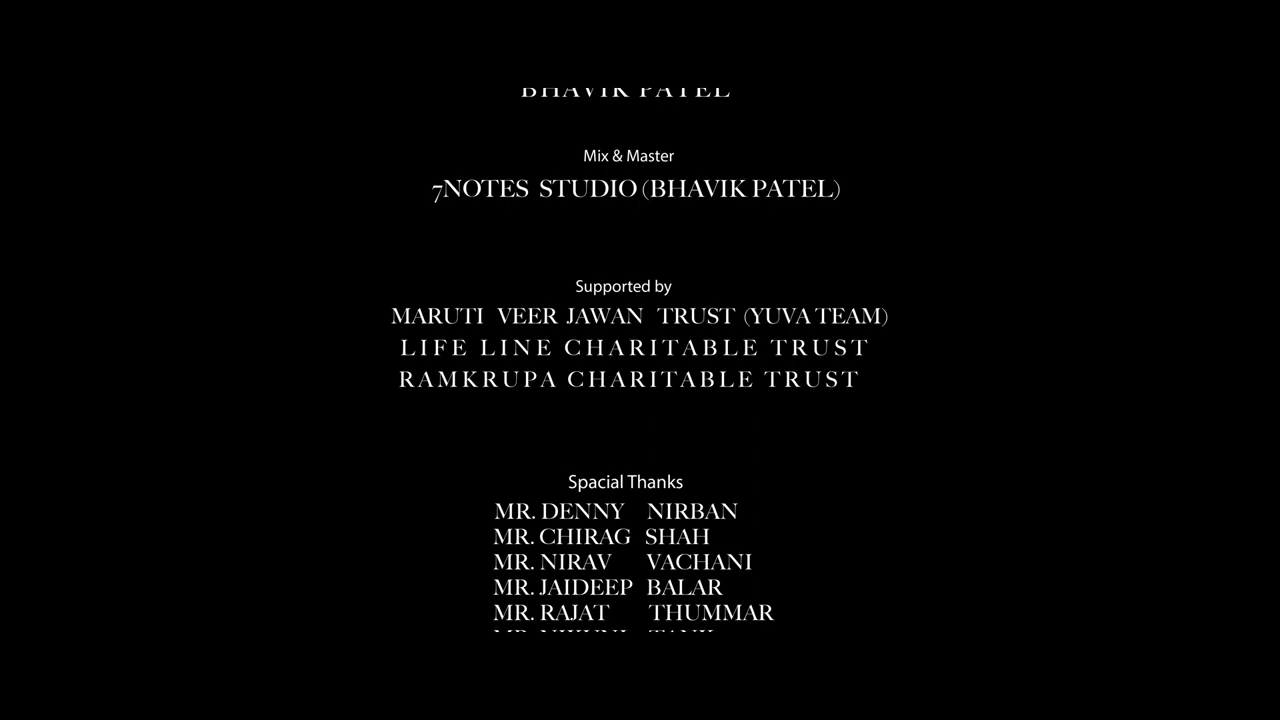 BHAVIK PATEL
Mix & Master
7NOTES STUDIO (BHAVIK PATEL)
Supported by
MARUTI VEER JAWAN TRUST (YUVA TEAM)
LIFE LINE CHARITABLE TRUST
RAMKRUPA CHARITABLE TRUST
Spacial Thanks
MR. DENNY NIRBAN
MR. CHIRAG SHAH
MR. NIRAV VACHANI
MR. JAIDEEP BALAR
MR. RAJAT THUMMAR